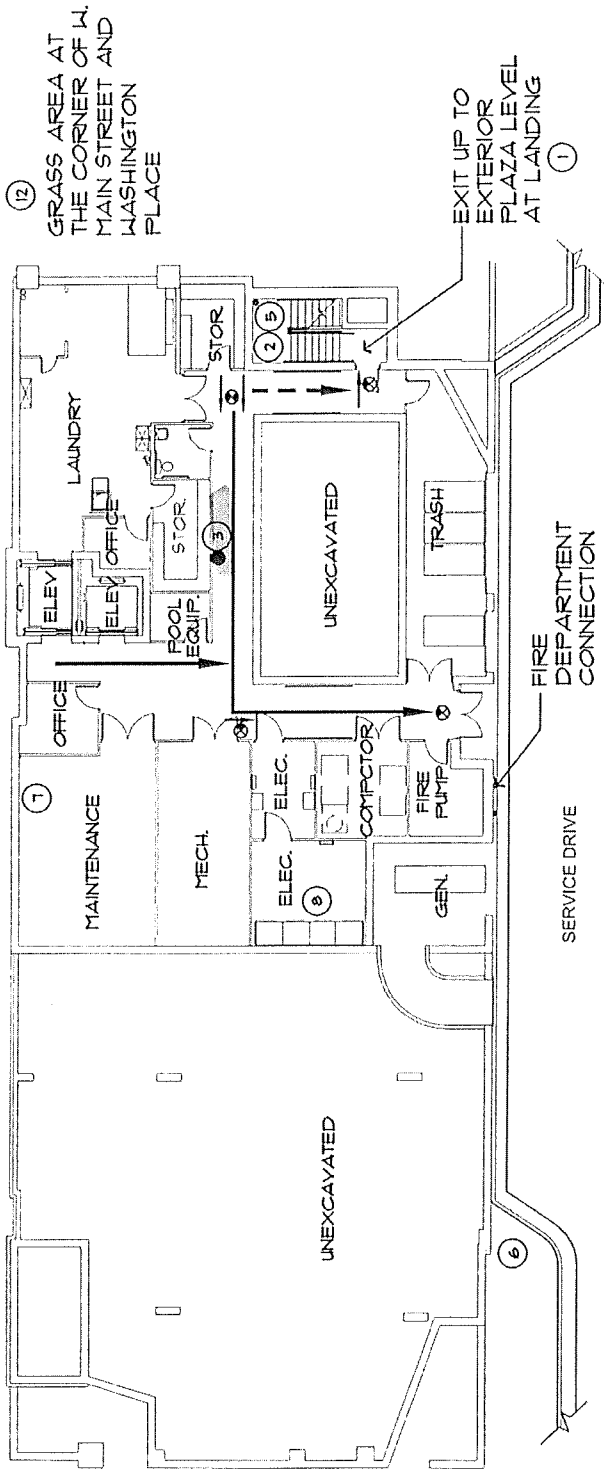 12
GRASS AREA AT
THE CORNER OF W.
MAIN STREET AND
WASHINGTON
PLACE
LAUNDRY
STOR.
2
5
EXIT UP TO
EXTERIOR
PLAZA LEVEL
AT LANDING
1
ELEV
ELEV
OFFICE
STOR.
3
POOL
EQUIP.
UNEXCAVATED
TRASH
OFFICE
7
MAINTENANCE
MECH.
ELEC.
ELEC.
8
COMPCTOR
FIRE
PUMP
GEN.
FIRE
DEPARTMENT
CONNECTION
SERVICE DRIVE
UNEXCAVATED
6